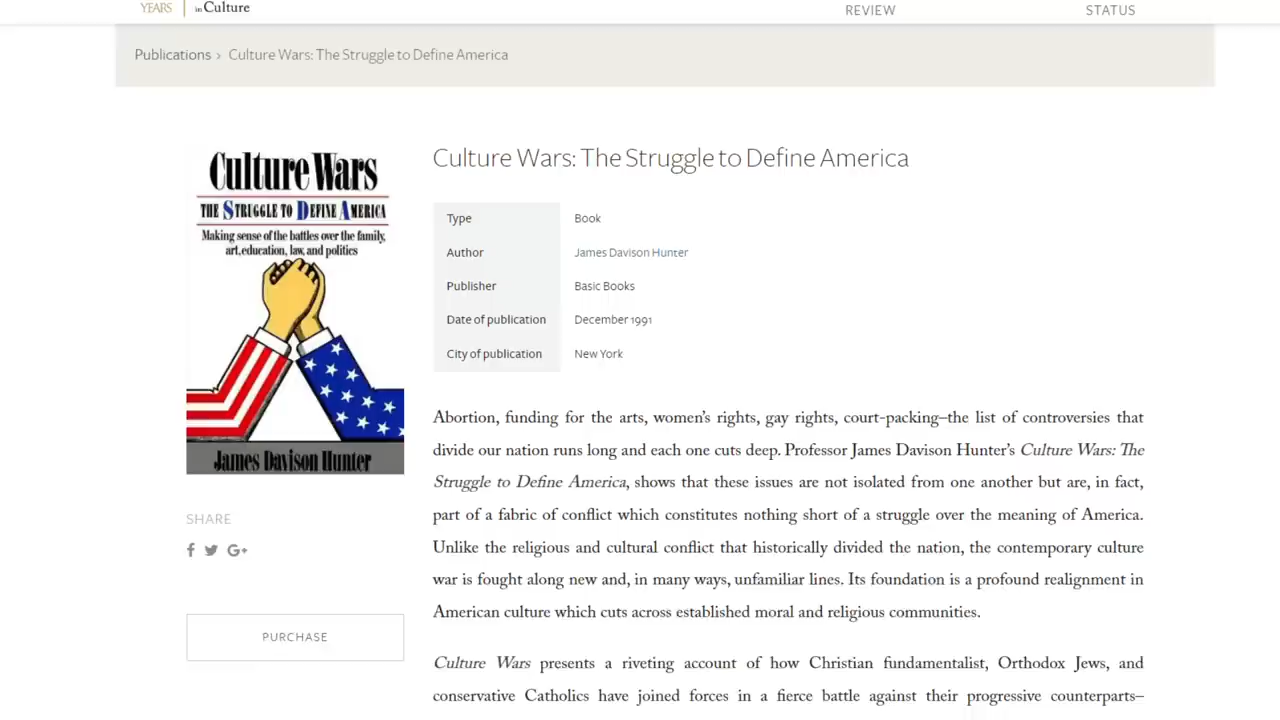 YEARS
in Culture
REVIEW
STATUS
Publications › Culture Wars: The Struggle to Define America
Culture Wars
THE STRUGGLE TO DEFINE AMERICA
Making sense of the battles over the family,
art, education, law, and politics
James Davison Hunter
SHARE
PURCHASE
Culture Wars: The Struggle to Define America
Type Book
Author James Davison Hunter
Publisher Basic Books
Date of publication December 1991
City of publication New York
Abortion, funding for the arts, women's rights, gay rights, court-packing–the list of controversies that
divide our nation runs long and each one cuts deep. Professor James Davison Hunter's Culture Wars: The
Struggle to Define America, shows that these issues are not isolated from one another but are, in fact,
part of a fabric of conflict which constitutes nothing short of a struggle over the meaning of America.
Unlike the religious and cultural conflict that historically divided the nation, the contemporary culture
war is fought along new and, in many ways, unfamiliar lines. Its foundation is a profound realignment in
American culture which cuts across established moral and religious communities.
Culture Wars presents a riveting account of how Christian fundamentalist, Orthodox Jews, and
conservative Catholics have joined forces in a fierce battle against their progressive counterparts–